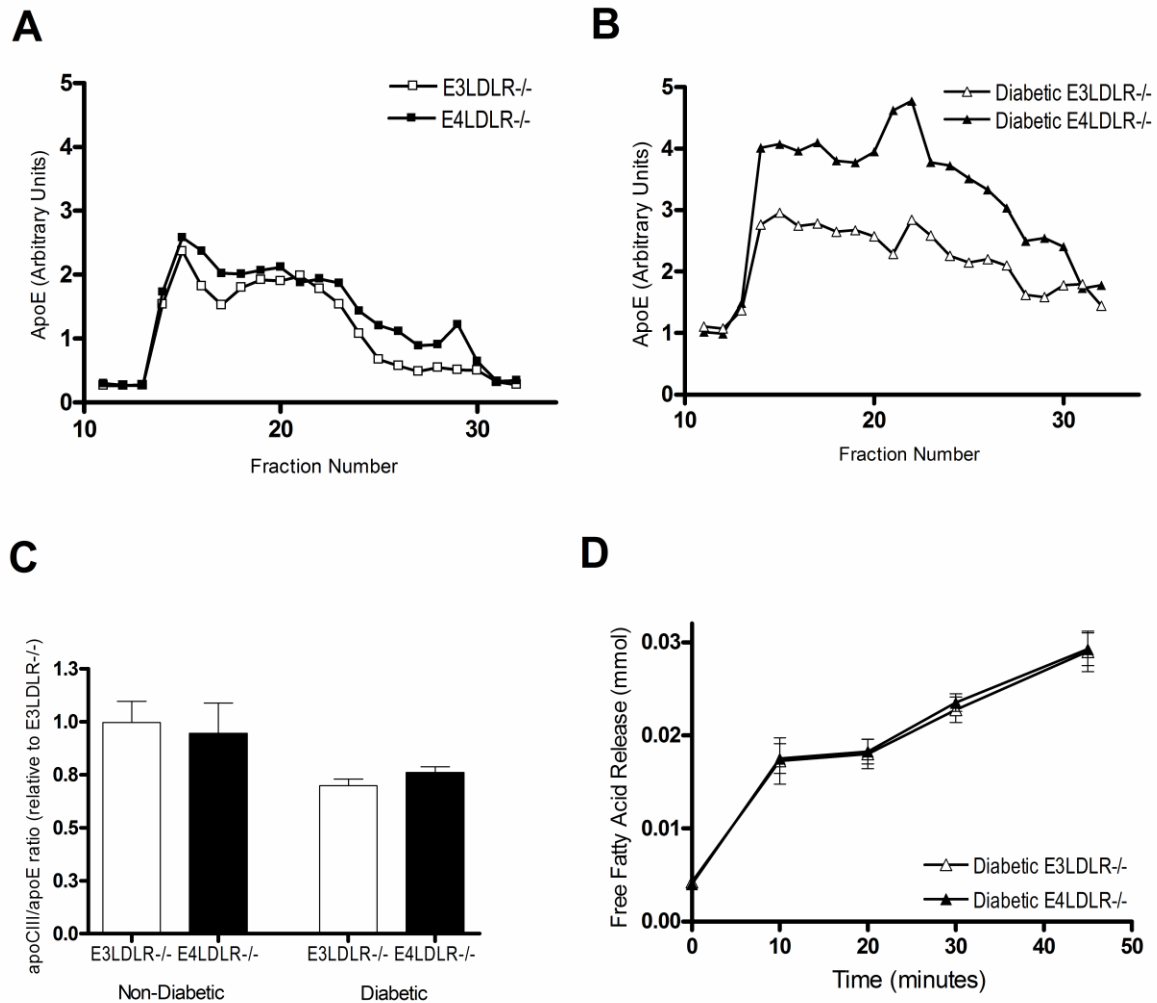 A
5
4
3
2
1
0
10
20
30
ApoE (Arbitrary Units)
Fraction Number
E3LDLR-/-
E4LDLR-/-
B
5
4
3
2
1
0
10
20
30
ApoE (Arbitrary Units)
Fraction Number
Diabetic E3LDLR-/-
Diabetic E4LDLR-/-
C
apoCIII/apoE ratio (relative to E3LDLR-/-)
1.3
1.0
0.8
0.5
0.3
0.0
E3LDLR-/- E4LDLR-/- E3LDLR-/- E4LDLR-/-
Non-Diabetic Diabetic
D
Free Fatty Acid Release (mmol)
0.03
0.02
0.01
0.00
0 10 20 30 40 50
Time (minutes)
Diabetic E3LDLR-/-
Diabetic E4LDLR-/-